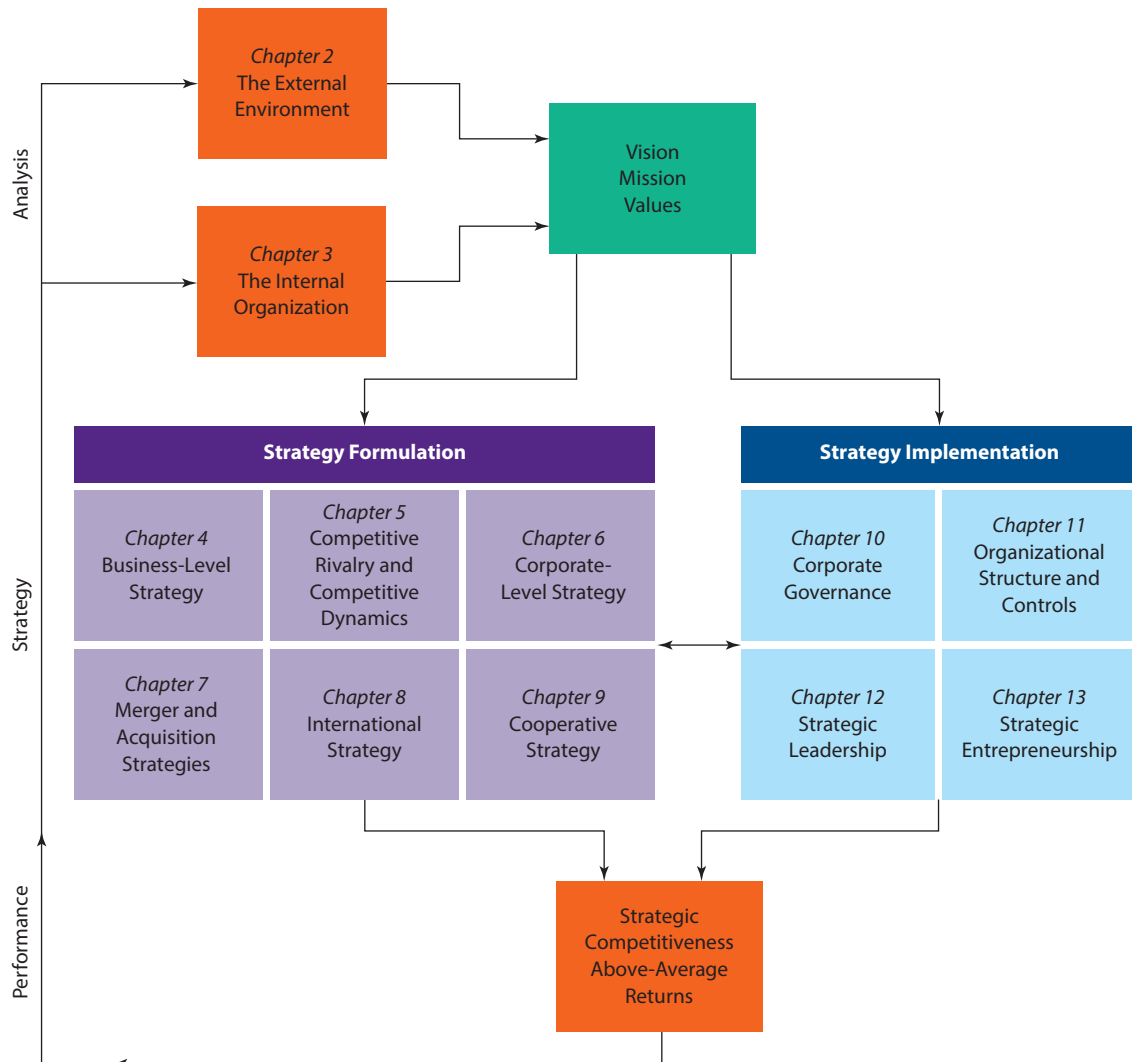 Analysis
Chapter 2
The External
Environment
Chapter 3
The Internal
Organization
Vision
Mission
Values
Strategy
Strategy Formulation
Chapter 4
Business-Level
Strategy
Chapter 5
Competitive
Rivalry and
Competitive
Dynamics
Chapter 6
Corporate-
Level Strategy
Chapter 7
Merger and
Acquisition
Strategies
Chapter 8
International
Strategy
Chapter 9
Cooperative
Strategy
Strategy Implementation
Chapter 10
Corporate
Governance
Chapter 11
Organizational
Structure and
Controls
Chapter 12
Strategic
Leadership
Chapter 13
Strategic
Entrepreneurship
Performance
Strategic
Competitiveness
Above-Average
Returns